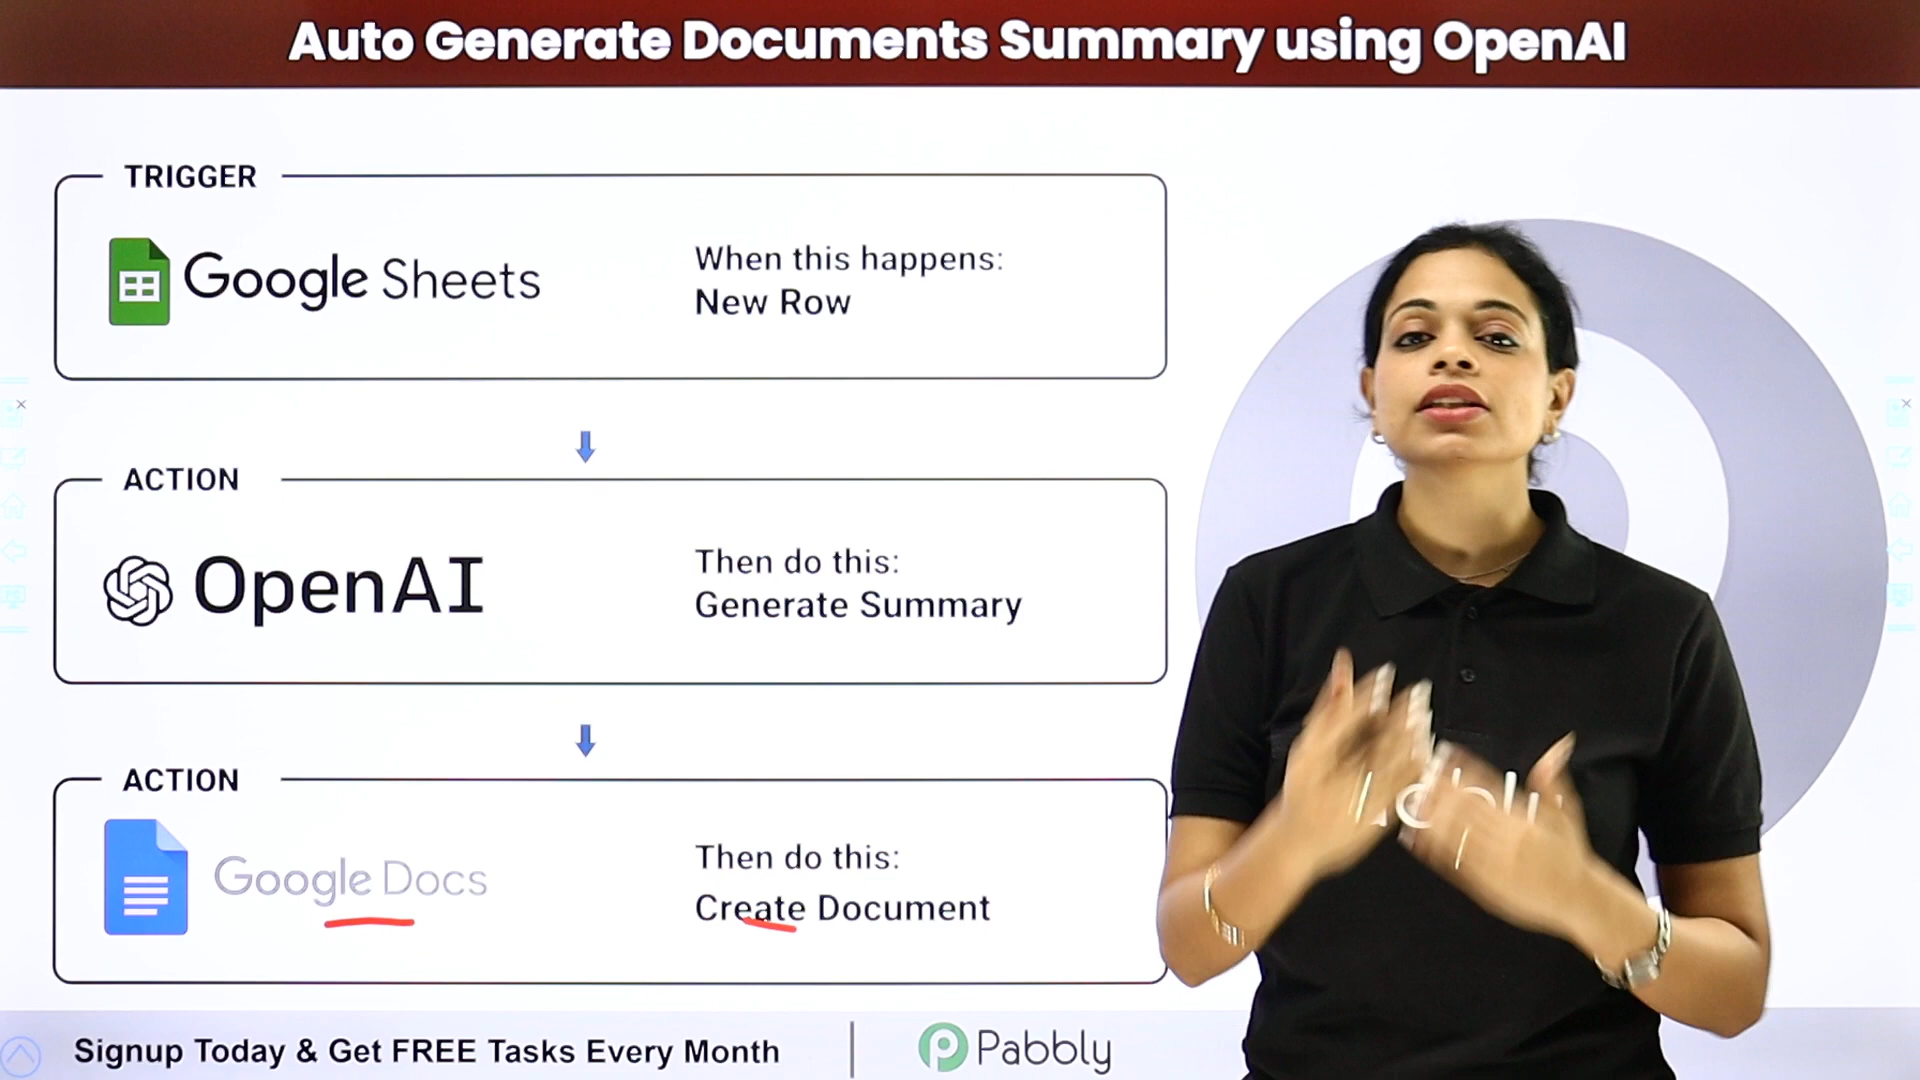 Auto Generate Documents Summary using OpenAI
TRIGGER
Google Sheets
When this happens:
New Row
ACTION
OpenAI
Then do this:
Generate Summary
ACTION
Google Docs
Then do this:
Create Document
Signup Today & Get FREE Tasks Every Month
Pabbly